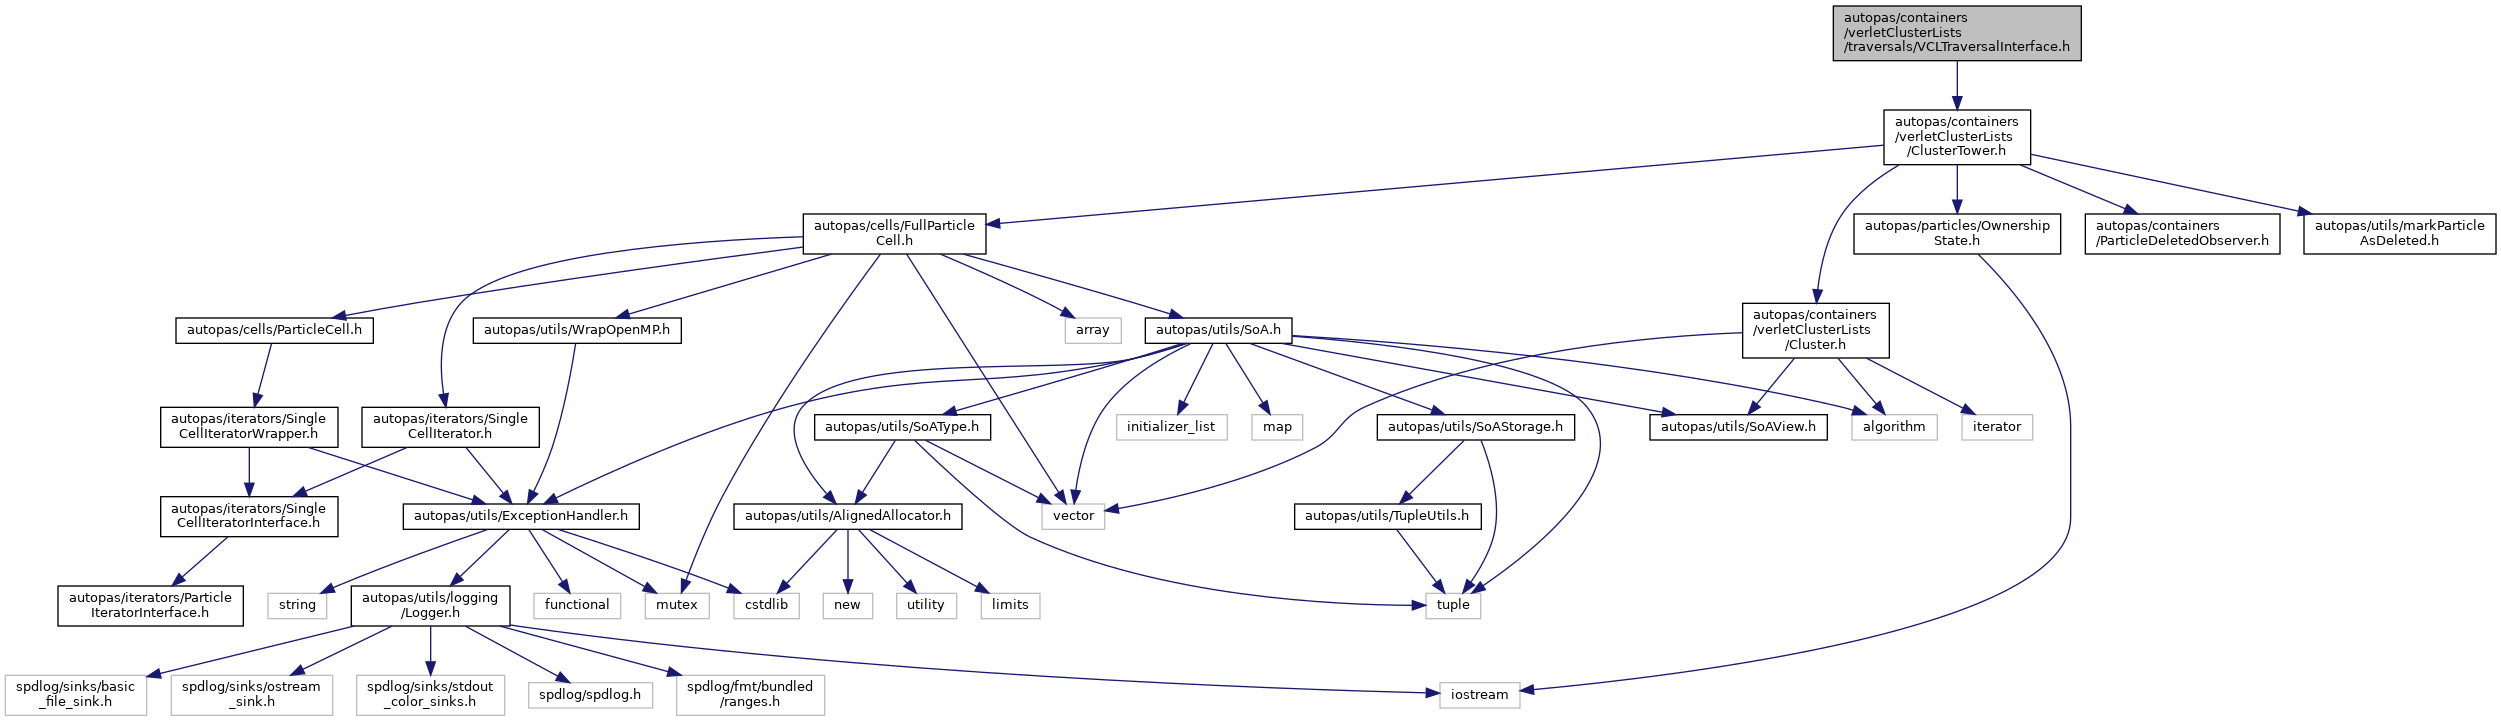 autopas/containers
/verletClusterLists
/traversals/VCLTraversalInterface.h
autopas/containers
/verletClusterLists
/ClusterTower.h
autopas/cells/FullParticle
Cell.h
autopas/particles/Ownership
State.h
autopas/containers
/ParticleDeletedObserver.h
autopas/utils/markParticle
AsDeleted.h
autopas/cells/ParticleCell.h
autopas/utils/WrapOpenMP.h
array
autopas/utils/SoA.h
autopas/containers
/verletClusterLists
/Cluster.h
autopas/iterators/Single
CellIteratorWrapper.h
autopas/iterators/Single
CellIterator.h
autopas/utils/SoAType.h
initializer_list
map
autopas/utils/SoAStorage.h
autopas/utils/SoAView.h
algorithm
iterator
autopas/iterators/Single
CellIteratorInterface.h
autopas/utils/ExceptionHandler.h
autopas/utils/AlignedAllocator.h
vector
autopas/utils/TupleUtils.h
autopas/iterators/Particle
IteratorInterface.h
string
autopas/utils/logging
/Logger.h
functional
mutex
cstdlib
new
utility
limits
tuple
spdlog/sinks/basic
_file_sink.h
spdlog/sinks/ostream
_sink.h
spdlog/sinks/stdout
_color_sinks.h
spdlog/spdlog.h
spdlog/fmt/bundled
/ranges.h
iostream